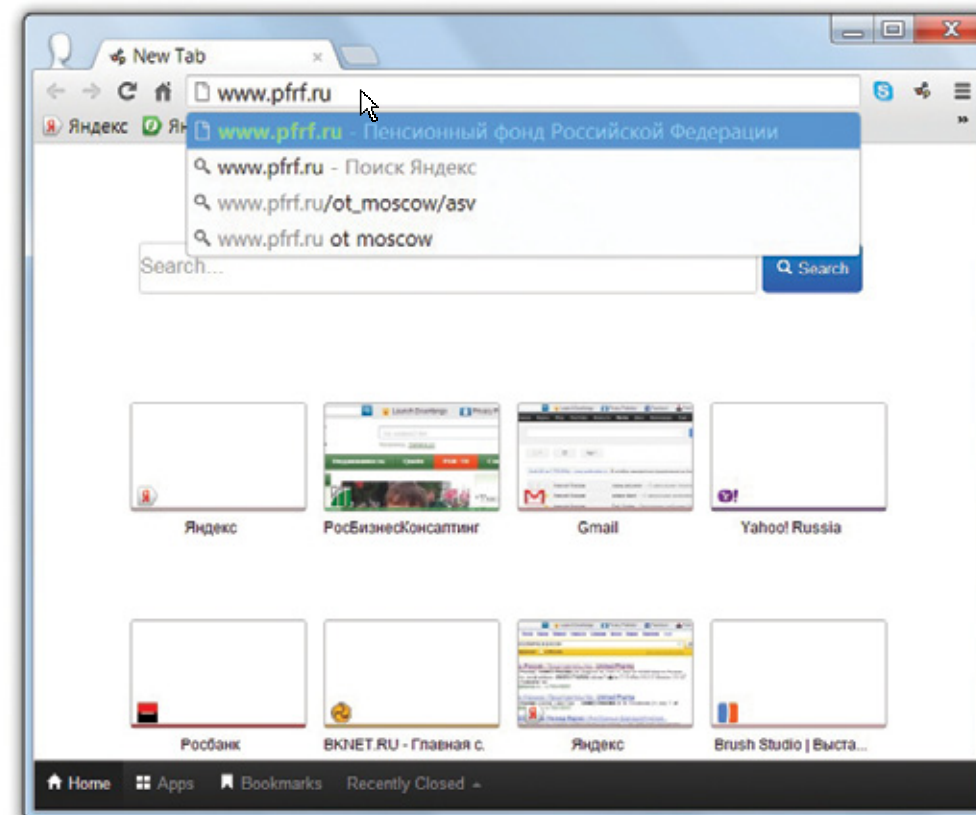 New Tab
www.pfrf.ru
Яндекс Ян
www.pfrf.ru - Пенсионный фонд Российской Федерации
www.pfrf.ru - Поиск Яндекс
www.pfrf.ru/ot_moscow/asv
www.pfrf.ru ot moscow
Search... Search
Яндекс РосБизнесКонсалтинг Gmail Yahoo! Russia
Росбанк BKNET.RU - Главная с. Яндекс Brush Studio | Выста...
Home Apps Bookmarks Recently Closed